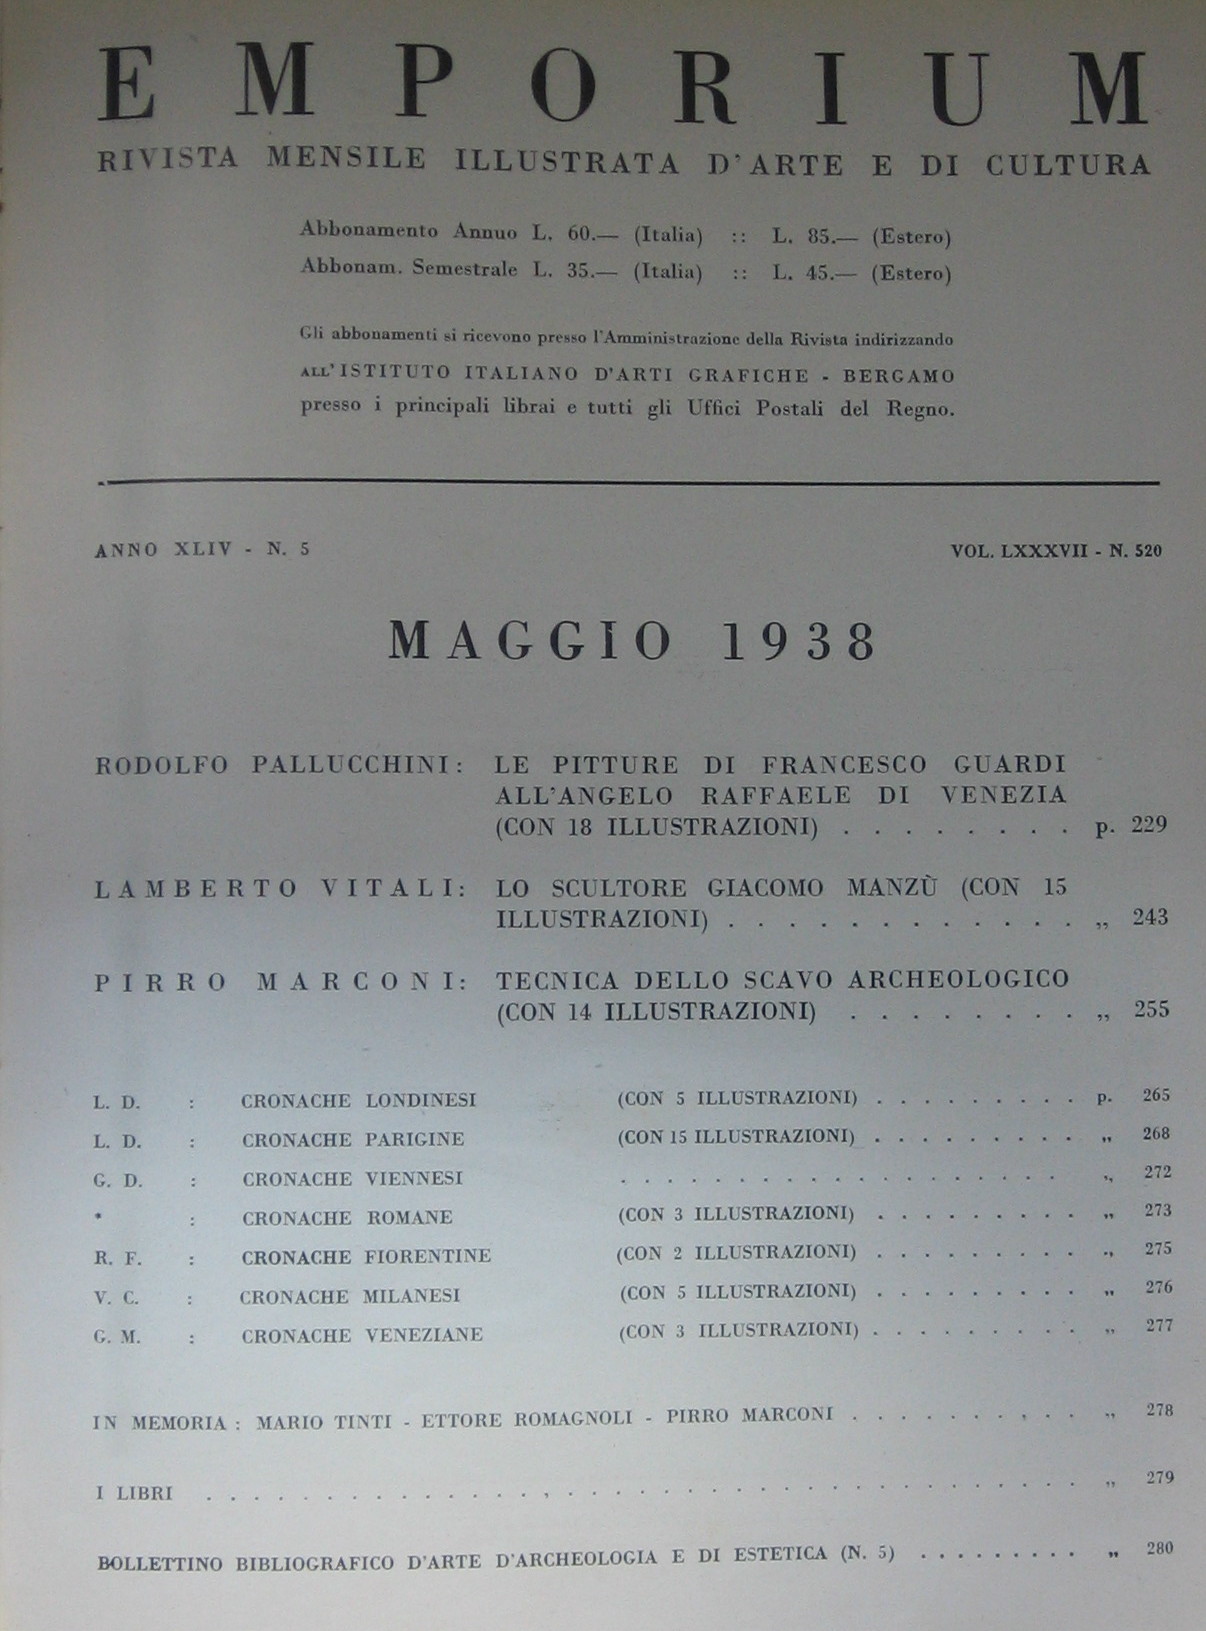 EMPORIUM
RIVISTA MENSILE ILLUSTRATA D'ARTE E DI CULTURA
Abbonamento Annuo L. 60.— (Italia) :: L. 85.— (Estero)
Abbonam. Semestrale L. 35.— (Italia) :: L. 45.— (Estero)
Gli abbonamenti si ricevono presso l'Amministrazione della Rivista indirizzando
ALL'ISTITUTO ITALIANO D'ARTI GRAFICHE - BERGAMO
presso i principali librai e tutti gli Uffici Postali del Regno.
ANNO XLIV - N. 5 VOL. LXXXVII - N. 520
MAGGIO 1938
RODOLFO PALLUCCHINI: LE PITTURE DI FRANCESCO GUARDI
ALL'ANGELO RAFFAELE DI VENEZIA
(CON 18 ILLUSTRAZIONI) . . . . . . . . p. 229
LAMBERTO VITALI: LO SCULTORE GIACOMO MANZÙ (CON 15
ILLUSTRAZIONI) . . . . . . . . . . . . „ 243
PIRRO MARCONI: TECNICA DELLO SCAVO ARCHEOLOGICO
(CON 14 ILLUSTRAZIONI) . . . . . . . . „ 255
L. D. : CRONACHE LONDINESI (CON 5 ILLUSTRAZIONI) . . . . . . . . . p. 265
L. D. : CRONACHE PARIGINE (CON 15 ILLUSTRAZIONI) . . . . . . . . . „ 268
G. D. : CRONACHE VIENNESI . . . . . . . . . . . . . . . . . . „ 272
* : CRONACHE ROMANE (CON 3 ILLUSTRAZIONI) . . . . . . . . . „ 273
R. F. : CRONACHE FIORENTINE (CON 2 ILLUSTRAZIONI) . . . . . . . . . „ 275
V. C. : CRONACHE MILANESI (CON 5 ILLUSTRAZIONI) . . . . . . . . . „ 276
G. M. : CRONACHE VENEZIANE (CON 3 ILLUSTRAZIONI) . . . . . . . . . „ 277
IN MEMORIA : MARIO TINTI - ETTORE ROMAGNOLI - PIRRO MARCONI . . . . . . . . . . „ 278
I LIBRI . . . . . . . . . . . . . . . . . . . . . . . . . . . . . . . . . . . . „ 279
BOLLETTINO BIBLIOGRAFICO D'ARTE D'ARCHEOLOGIA E DI ESTETICA (N. 5) . . . . . . . . . „ 280